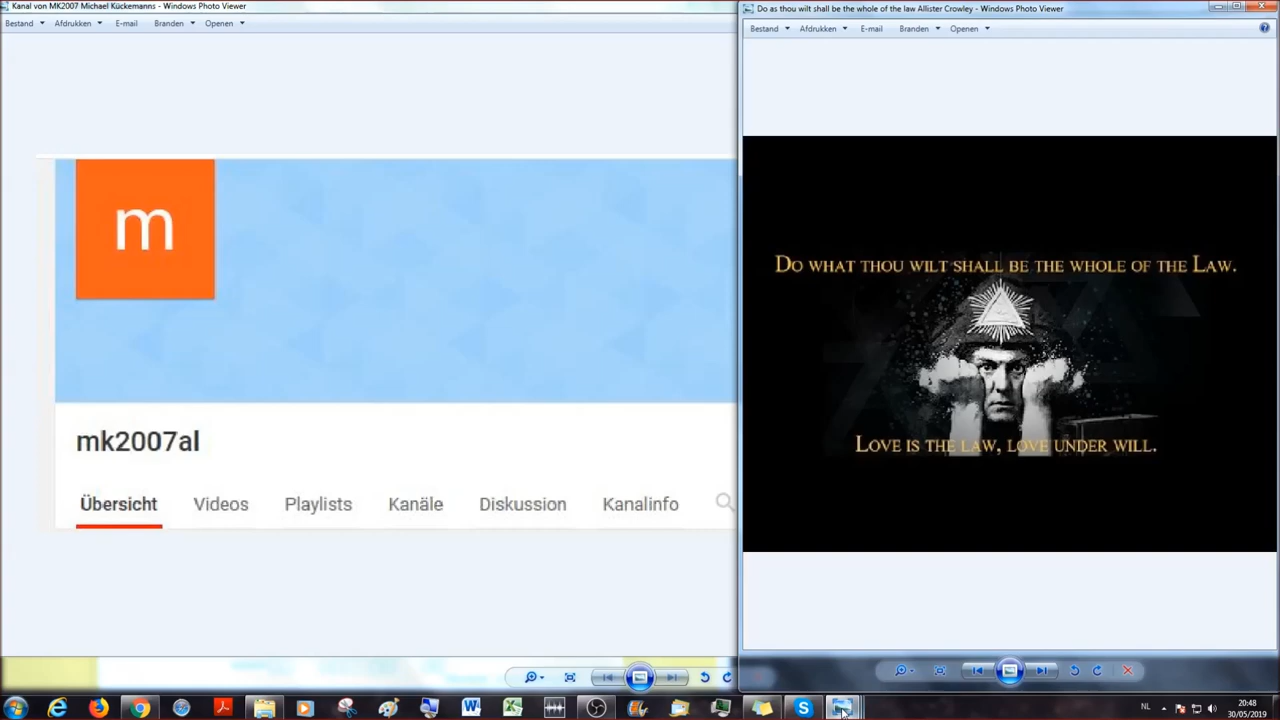 Kanal von MK2007 Michael Kückemanns - Windows Photo Viewer
Bestand Afdrukken E-mail Branden Openen
m
mk2007al
Übersicht Videos Playlists Kanäle Diskussion Kanalinfo
Do as thou wilt shall be the whole of the law Allister Crowley - Windows Photo Viewer
Bestand Afdrukken E-mail Branden Openen
DO WHAT THOU WILT SHALL BE THE WHOLE OF THE LAW.
LOVE IS THE LAW, LOVE UNDER WILL.
NL
20:48
30/05/2019